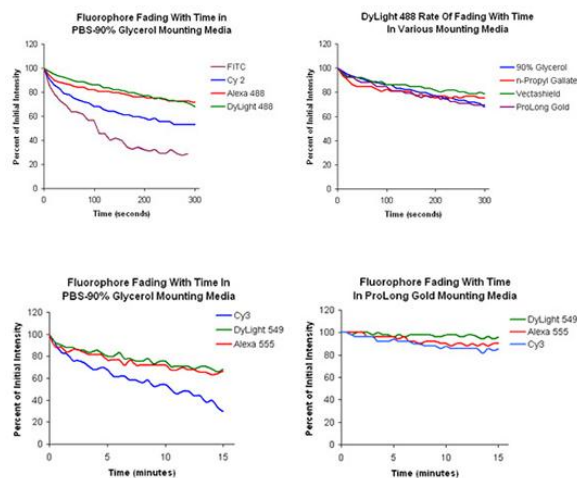 Fluorophore Fading With Time in
PBS-90% Glycerol Mounting Media
Percent of Initial Intensity
120
100
80
60
40
20
0
0
100
200
300
Time (seconds)
FITC
Cy 2
Alexa 488
DyLight 488
DyLight 488 Rate Of Fading With Time
In Various Mounting Media
Percent of Initial Intensity
120
100
80
60
40
20
0
0
100
200
300
Time (seconds)
90% Glycerol
n-Propyl Gallate
Vectashield
ProLong Gold
Fluorophore Fading With Time In
PBS-90% Glycerol Mounting Media
Percent of Initial Intensity
120
100
80
60
40
20
0
0
5
10
15
Time (minutes)
Cy3
DyLight 549
Alexa 555
Fluorophore Fading With Time
In ProLong Gold Mounting Media
Percent of Initial Intensity
120
100
80
60
40
20
0
0
5
10
15
Time (minutes)
DyLight 549
Alexa 555
Cy3